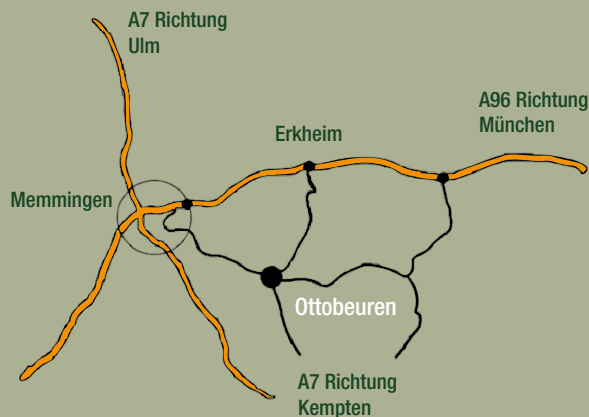 A7 Richtung
Ulm
A96 Richtung
München
Erkheim
Memmingen
Ottobeuren
A7 Richtung
Kempten